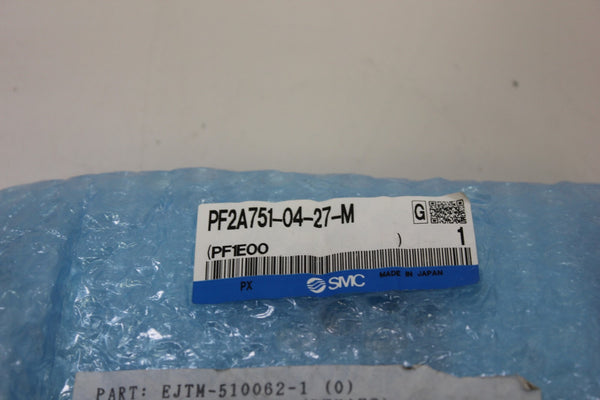 PF2A751-04-27-M G
(PF1E00 ) 1
PX SMC MADE IN JAPAN
PART: EJTM-510062-1 (0)